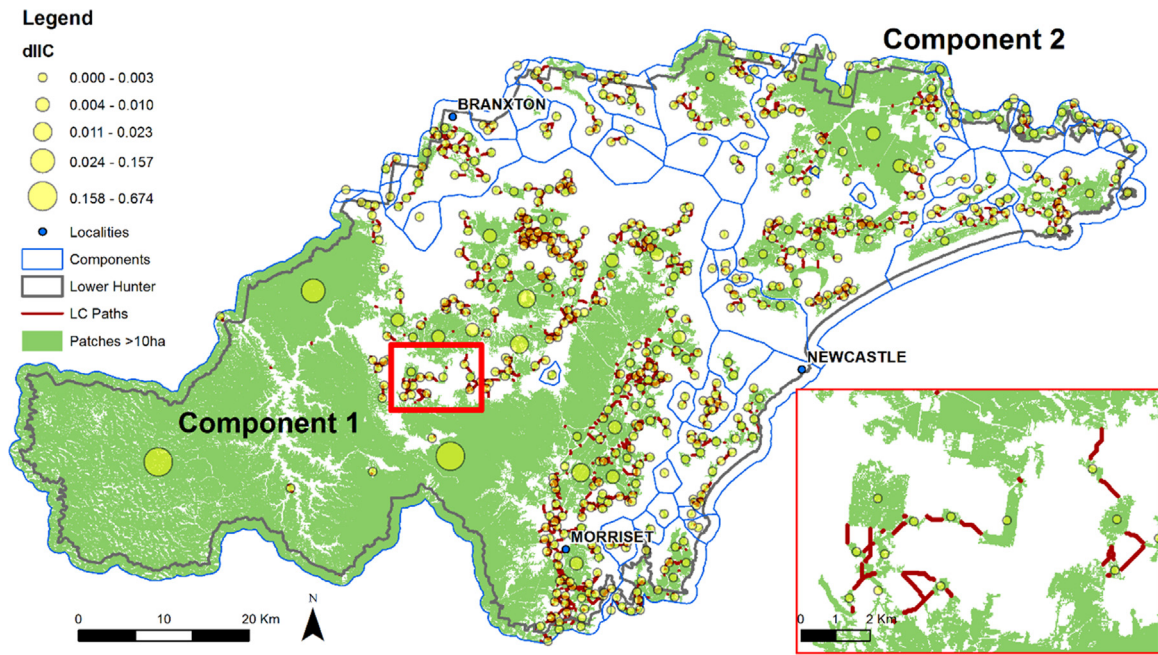 Legend
dIIC
0.000 - 0.003
0.004 - 0.010
0.011 - 0.023
0.024 - 0.157
0.158 - 0.674
Localities
Components
Lower Hunter
LC Paths
Patches >10ha
Component 2
BRANXTON
NEWCASTLE
Component 1
MORRISET
0 10 20 Km
N
0 1 2 Km